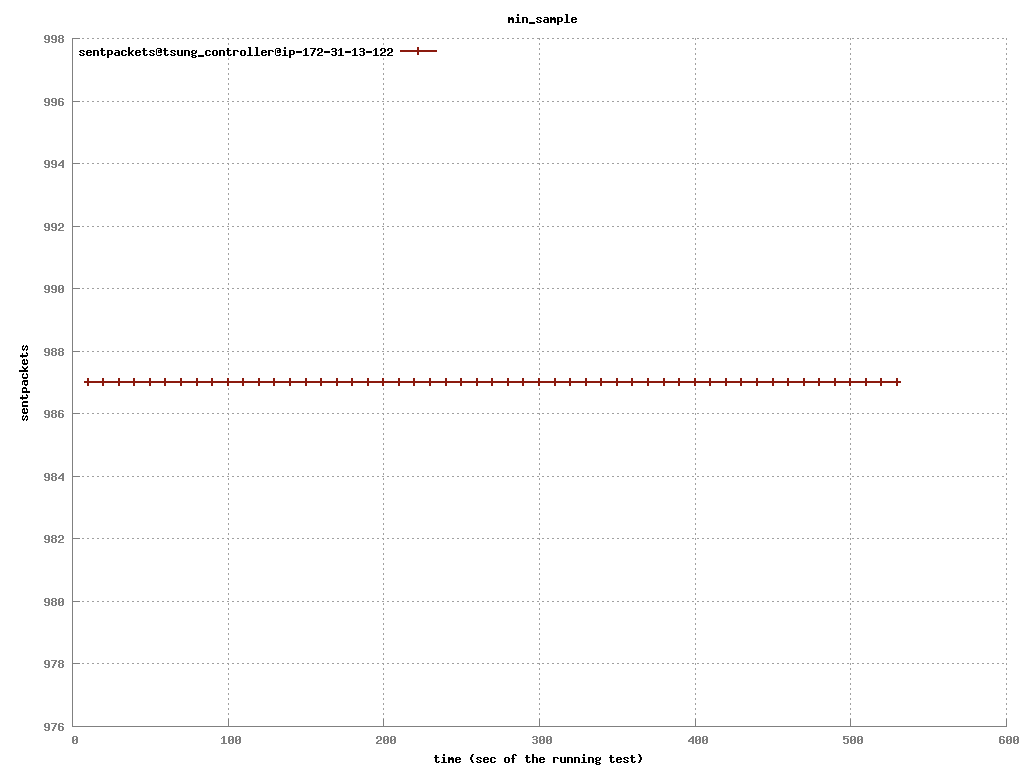 min_sample
998
sentpackets@tsung_controller@ip-172-31-13-122
996
994
992
990
988
sentpackets
986
984
982
980
978
976
0 100 200 300 400 500 600
time (sec of the running test)